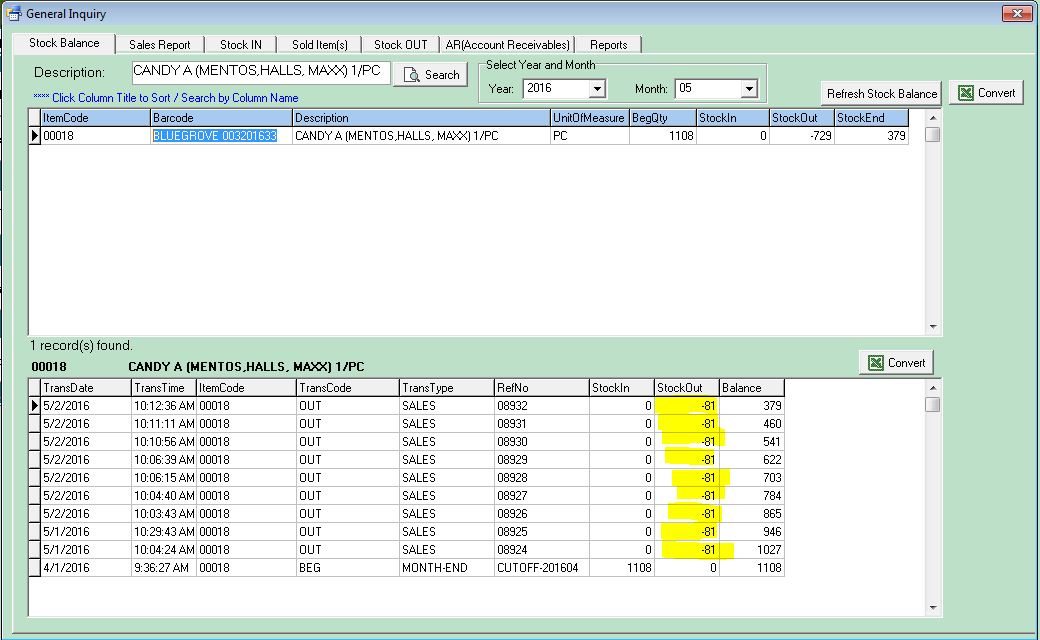 General Inquiry
Stock Balance Sales Report Stock IN Sold Item(s) Stock OUT AR(Account Receivables) Reports
Description: CANDY A (MENTOS,HALLS, MAXX) 1/PC Search
Select Year and Month
Year: 2016 Month: 05
Refresh Stock Balance Convert
**** Click Column Title to Sort / Search by Column Name
ItemCode Barcode Description UnitOfMeasure BegQty StockIn StockOut StockEnd
00018 BLUEGROVE 003201633 CANDY A (MENTOS,HALLS, MAXX) 1/PC PC 1108 0 -729 379
1 record(s) found.
00018 CANDY A (MENTOS,HALLS, MAXX) 1/PC Convert
TransDate TransTime ItemCode TransCode TransType RefNo StockIn StockOut Balance
5/2/2016 10:12:36 AM 00018 OUT SALES 08932 0 -81 379
5/2/2016 10:11:11 AM 00018 OUT SALES 08931 0 -81 460
5/2/2016 10:10:56 AM 00018 OUT SALES 08930 0 -81 541
5/2/2016 10:06:39 AM 00018 OUT SALES 08929 0 -81 622
5/2/2016 10:06:15 AM 00018 OUT SALES 08928 0 -81 703
5/2/2016 10:04:40 AM 00018 OUT SALES 08927 0 -81 784
5/2/2016 10:03:43 AM 00018 OUT SALES 08926 0 -81 865
5/1/2016 10:29:43 AM 00018 OUT SALES 08925 0 -81 946
5/1/2016 10:04:24 AM 00018 OUT SALES 08924 0 -81 1027
4/1/2016 9:36:27 AM 00018 BEG MONTH-END CUTOFF-201604 1108 0 1108